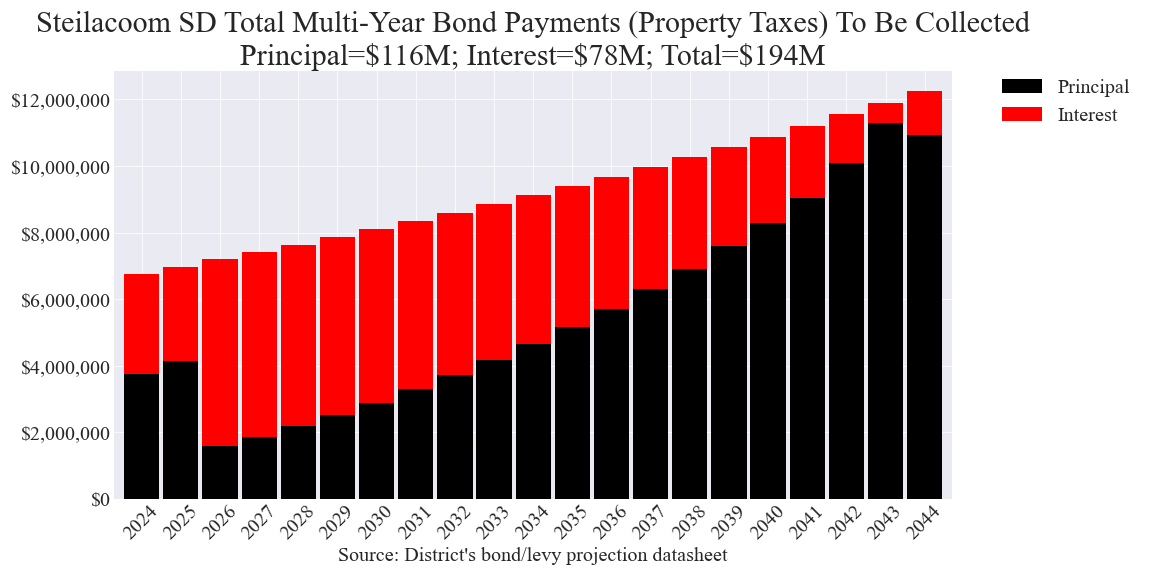 Steilacoom SD Total Multi-Year Bond Payments (Property Taxes) To Be Collected
Principal=$116M; Interest=$78M; Total=$194M
Principal
Interest
$12,000,000
$10,000,000
$8,000,000
$6,000,000
$4,000,000
$2,000,000
$0
2024 2025 2026 2027 2028 2029 2030 2031 2032 2033 2034 2035 2036 2037 2038 2039 2040 2041 2042 2043 2044
Source: District's bond/levy projection datasheet